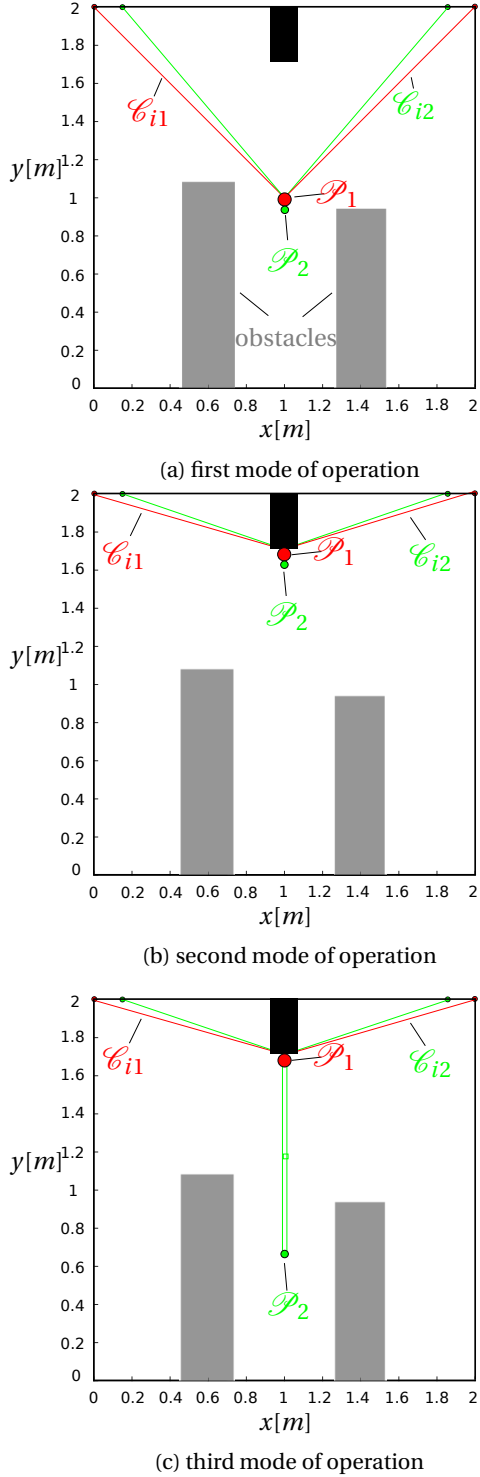 2
1.8
1.6
1.4
1.2
1
0.8
0.6
0.4
0.2
0
y[m]
𝒞i1
𝒞i2
𝒫1
𝒫2
obstacles
0 0.2 0.4 0.6 0.8 1 1.2 1.4 1.6 1.8 2
x[m]
(a) first mode of operation
2
1.8
1.6
1.4
1.2
1
0.8
0.6
0.4
0.2
0
y[m]
𝒞i1
𝒫1
𝒞i2
𝒫2
0 0.2 0.4 0.6 0.8 1 1.2 1.4 1.6 1.8 2
x[m]
(b) second mode of operation
2
1.8
1.6
1.4
1.2
1
0.8
0.6
0.4
0.2
0
y[m]
𝒞i1
𝒫1
𝒞i2
𝒫2
0 0.2 0.4 0.6 0.8 1 1.2 1.4 1.6 1.8 2
x[m]
(c) third mode of operation